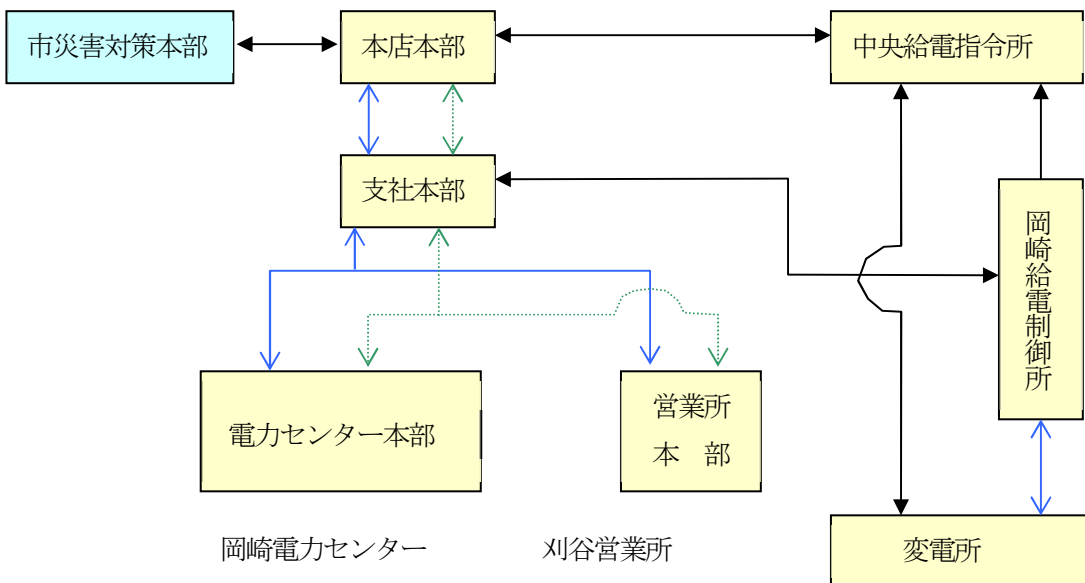 市災害対策本部
本店本部
中央給電指令所
支社本部
岡崎給電制御所
電力センター本部
営業所
本　部
岡崎電力センター
刈谷営業所
変電所